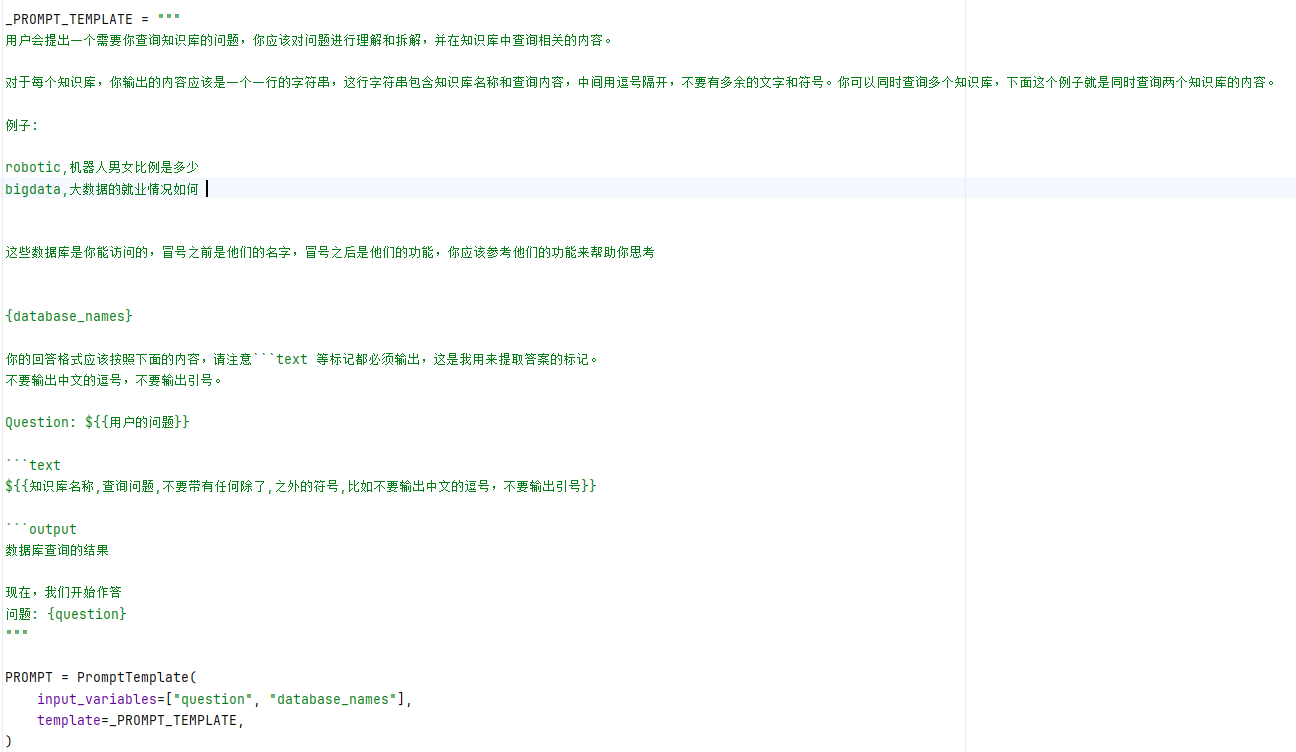 _PROMPT_TEMPLATE = """
用户会提出一个需要你查询知识库的问题，你应该对问题进行理解和拆解，并在知识库中查询相关的内容。
对于每个知识库，你输出的内容应该是一个一行的字符串，这行字符串包含知识库名称和查询内容，中间用逗号隔开，不要有多余的文字和符号。你可以同时查询多个知识库，下面这个例子就是同时查询两个知识库的内容。
例子:
robotic,机器人男女比例是多少
bigdata,大数据的就业情况如何
这些数据库是你能访问的，冒号之前是他们的名字，冒号之后是他们的功能，你应该参考他们的功能来帮助你思考
{database_names}
你的回答格式应该按照下面的内容，请注意```text 等标记都必须输出，这是我用来提取答案的标记。
不要输出中文的逗号，不要输出引号。
Question: ${{用户的问题}}
```text
${{知识库名称,查询问题,不要带有任何除了,之外的符号,比如不要输出中文的逗号，不要输出引号}}
```output
数据库查询的结果
现在，我们开始作答
问题: {question}
"""
PROMPT = PromptTemplate(
    input_variables=["question", "database_names"],
    template=_PROMPT_TEMPLATE,
)